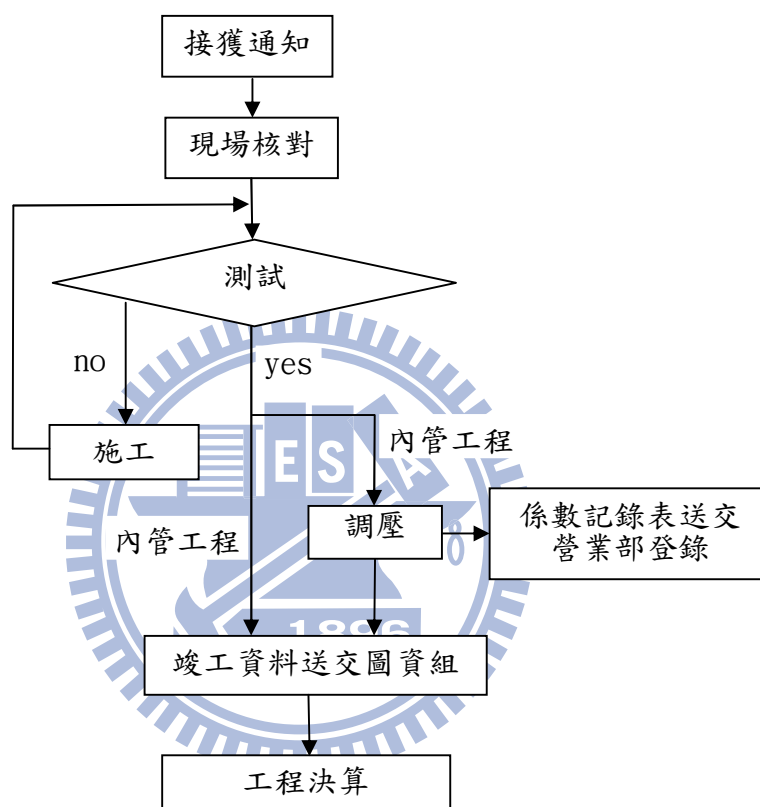 接獲通知
現場核對
測試
no
yes
施工
內管工程
內管工程
調壓
係數記錄表送交
營業部登錄
竣工資料送交圖資組
工程決算
ESA
1896